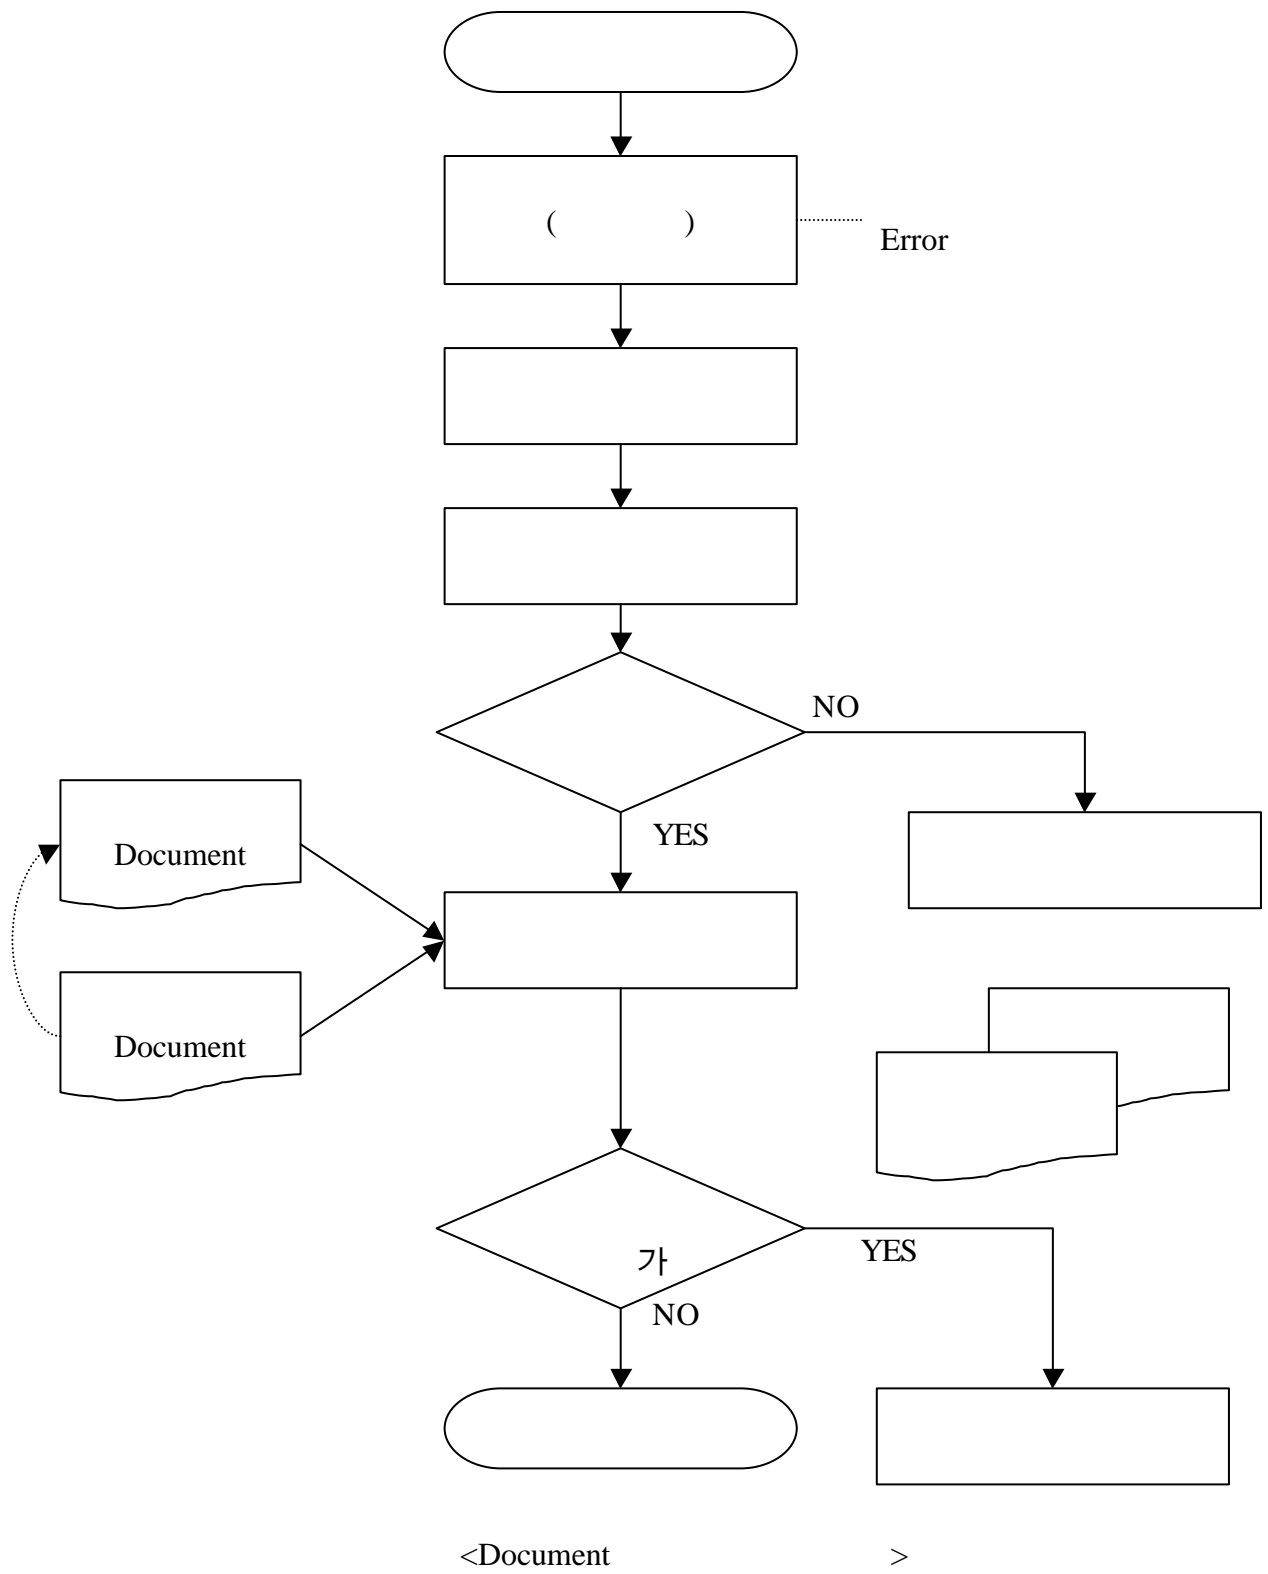 ( )
Error
NO
YES
Document
Document
가
YES
NO
<Document >